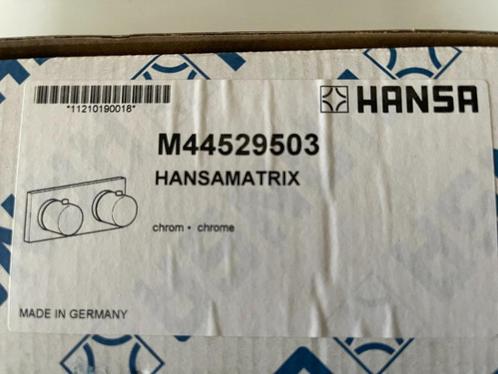 HANSA
*11210190018*
M44529503
HANSAMATRIX
chrom • chrome
MADE IN GERMANY